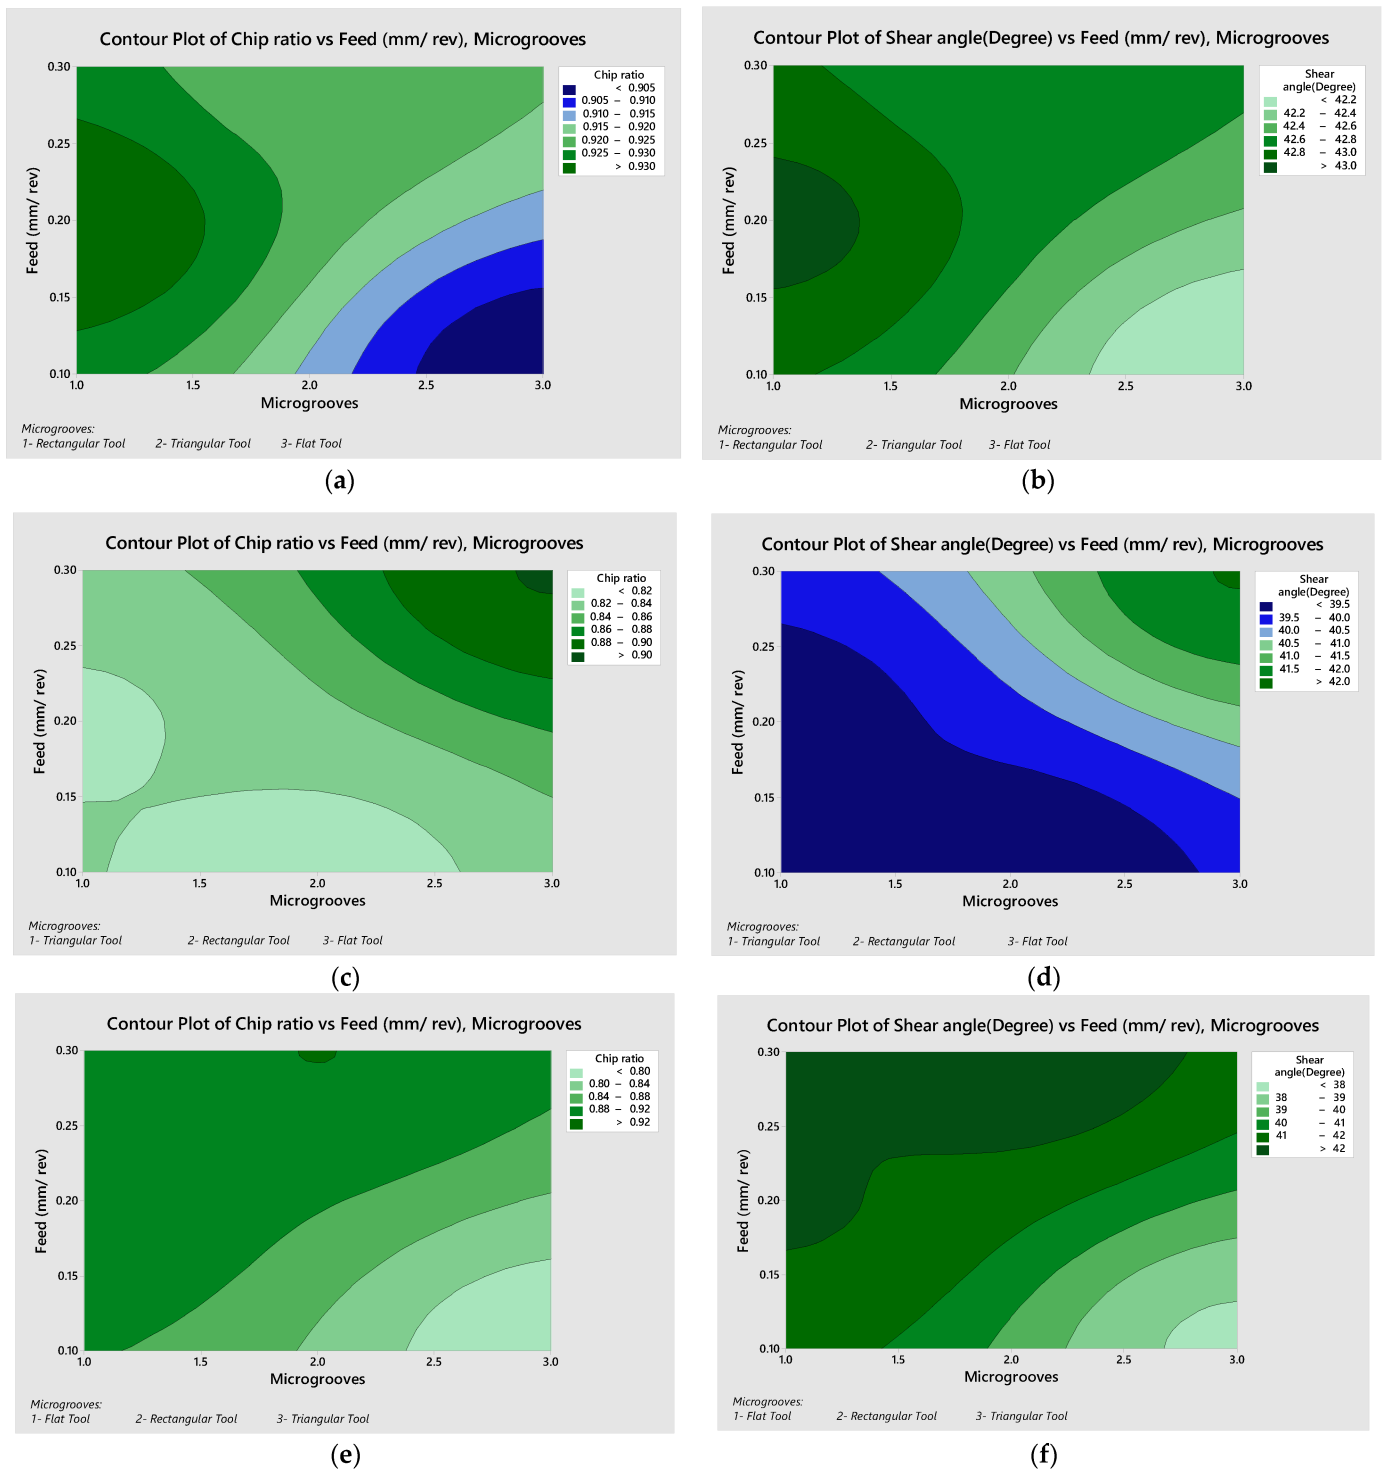 Contour Plot of Chip ratio vs Feed (mm/ rev), Microgrooves
Feed (mm/ rev)
0.30
0.25
0.20
0.15
0.10
1.0 1.5 2.0 2.5 3.0
Microgrooves
Chip ratio
< 0.905
0.905 – 0.910
0.910 – 0.915
0.915 – 0.920
0.920 – 0.925
0.925 – 0.930
> 0.930
Microgrooves:
1- Rectangular Tool 2- Triangular Tool 3- Flat Tool
(a)
Contour Plot of Shear angle(Degree) vs Feed (mm/ rev), Microgrooves
Feed (mm/ rev)
0.30
0.25
0.20
0.15
0.10
1.0 1.5 2.0 2.5 3.0
Microgrooves
Shear
angle(Degree)
< 42.2
42.2 – 42.4
42.4 – 42.6
42.6 – 42.8
42.8 – 43.0
> 43.0
Microgrooves:
1- Rectangular Tool 2- Triangular Tool 3- Flat Tool
(b)
Contour Plot of Chip ratio vs Feed (mm/ rev), Microgrooves
Feed (mm/ rev)
0.30
0.25
0.20
0.15
0.10
1.0 1.5 2.0 2.5 3.0
Microgrooves
Chip ratio
< 0.82
0.82 – 0.84
0.84 – 0.86
0.86 – 0.88
0.88 – 0.90
> 0.90
Microgrooves:
1- Triangular Tool 2- Rectangular Tool 3- Flat Tool
(c)
Contour Plot of Shear angle(Degree) vs Feed (mm/ rev), Microgrooves
Feed (mm/ rev)
0.30
0.25
0.20
0.15
0.10
1.0 1.5 2.0 2.5 3.0
Microgrooves
Shear
angle(Degree)
< 39.5
39.5 – 40.0
40.0 – 40.5
40.5 – 41.0
41.0 – 41.5
41.5 – 42.0
> 42.0
Microgrooves:
1- Triangular Tool 2- Rectangular Tool 3- Flat Tool
(d)
Contour Plot of Chip ratio vs Feed (mm/ rev), Microgrooves
Feed (mm/ rev)
0.30
0.25
0.20
0.15
0.10
1.0 1.5 2.0 2.5 3.0
Microgrooves
Chip ratio
< 0.80
0.80 – 0.84
0.84 – 0.88
0.88 – 0.92
> 0.92
Microgrooves:
1- Flat Tool 2- Rectangular Tool 3- Triangular Tool
(e)
Contour Plot of Shear angle(Degree) vs Feed (mm/ rev), Microgrooves
Feed (mm/ rev)
0.30
0.25
0.20
0.15
0.10
1.0 1.5 2.0 2.5 3.0
Microgrooves
Shear
angle(Degree)
< 38
38 – 39
39 – 40
40 – 41
41 – 42
> 42
Microgrooves:
1- Flat Tool 2- Rectangular Tool 3- Triangular Tool
(f)